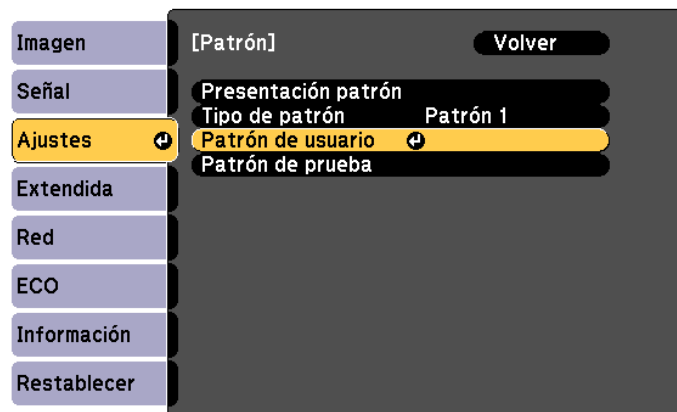 Imagen
Señal
Ajustes
Extendida
Red
ECO
Información
Restablecer
[Patrón] Volver
Presentación patrón
Tipo de patrón Patrón 1
Patrón de usuario
Patrón de prueba